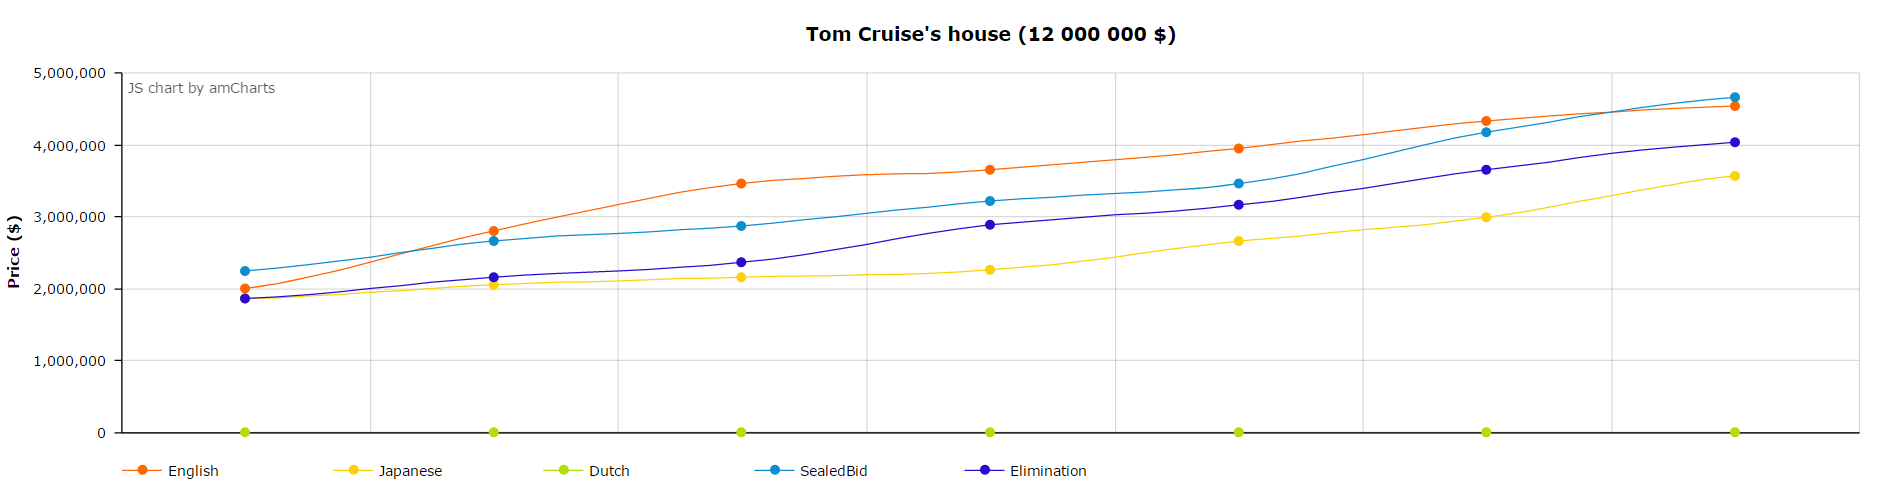 Tom Cruise's house (12 000 000 $)
5,000,000
JS chart by amCharts
4,000,000
3,000,000
Price ($)
2,000,000
1,000,000
0
English Japanese Dutch SealedBid Elimination